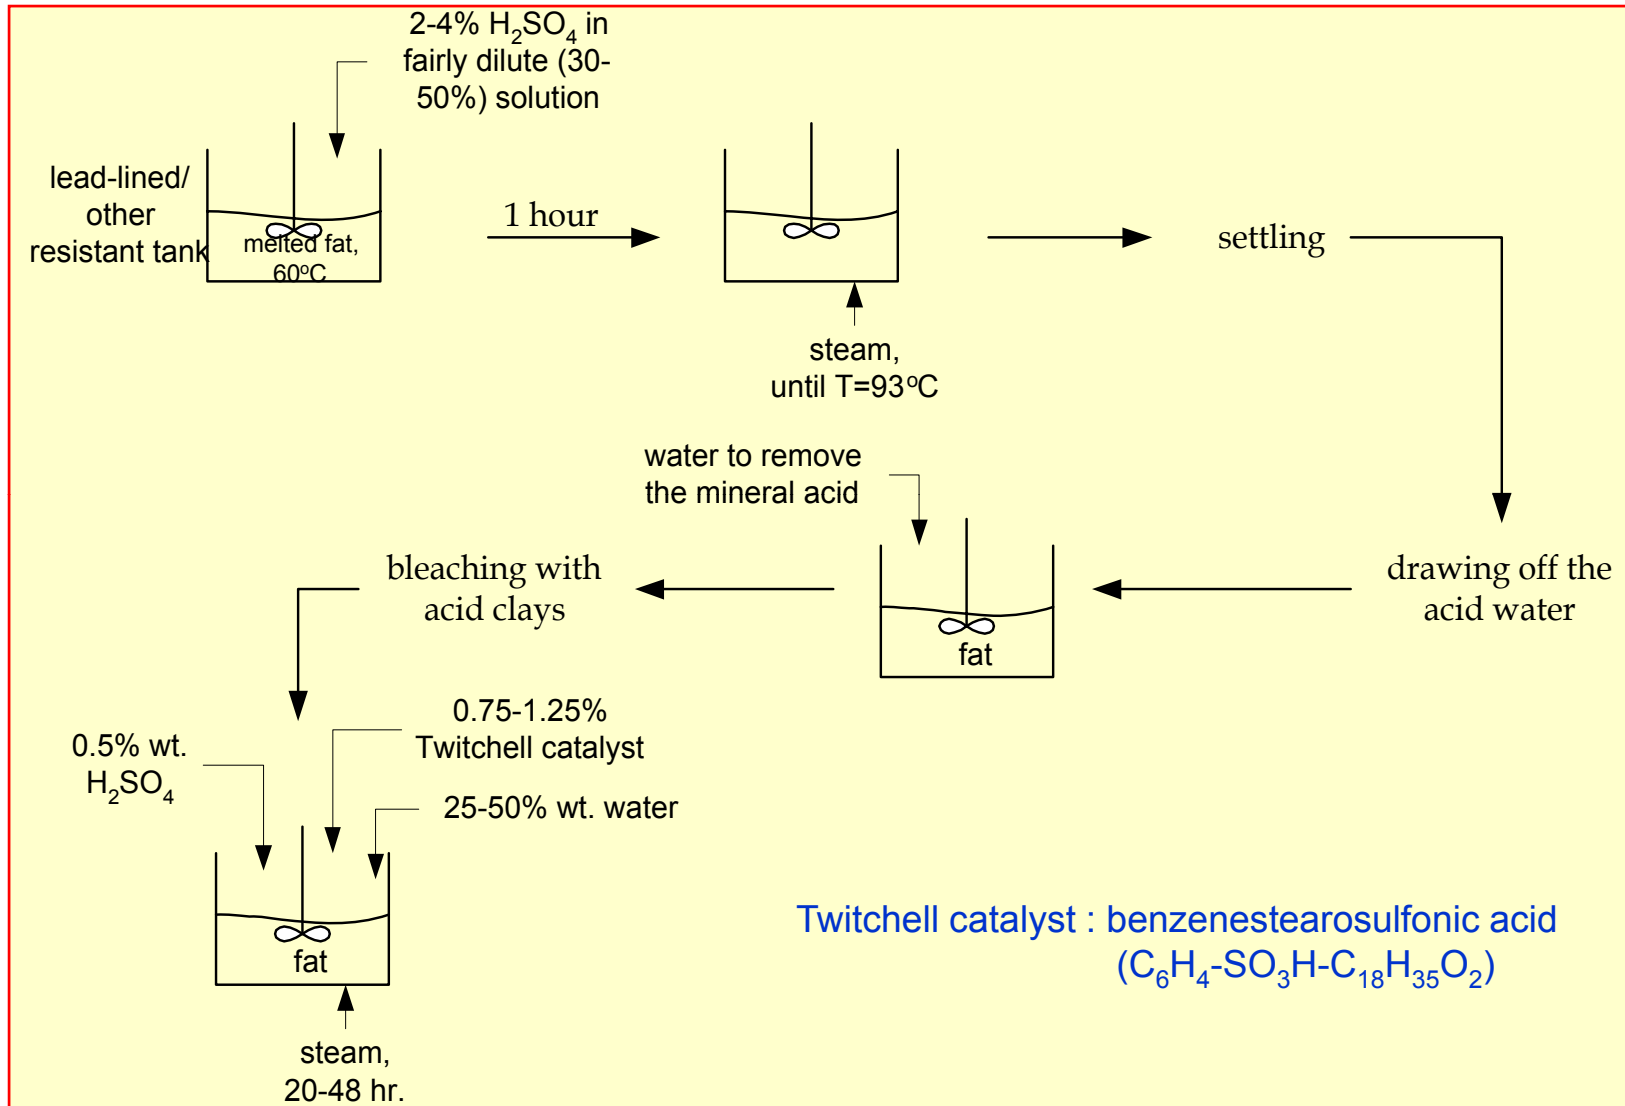 2-4% H₂SO₄ in
fairly dilute (30-
50%) solution
lead-lined/
other
resistant tank
melted fat,
60ºC
1 hour
steam,
until T=93ºC
settling
drawing off the
acid water
water to remove
the mineral acid
fat
bleaching with
acid clays
0.5% wt.
H₂SO₄
0.75-1.25%
Twitchell catalyst
25-50% wt. water
fat
steam,
20-48 hr.
Twitchell catalyst : benzenestearosulfonic acid
(C₆H₄-SO₃H-C₁₈H₃₅O₂)